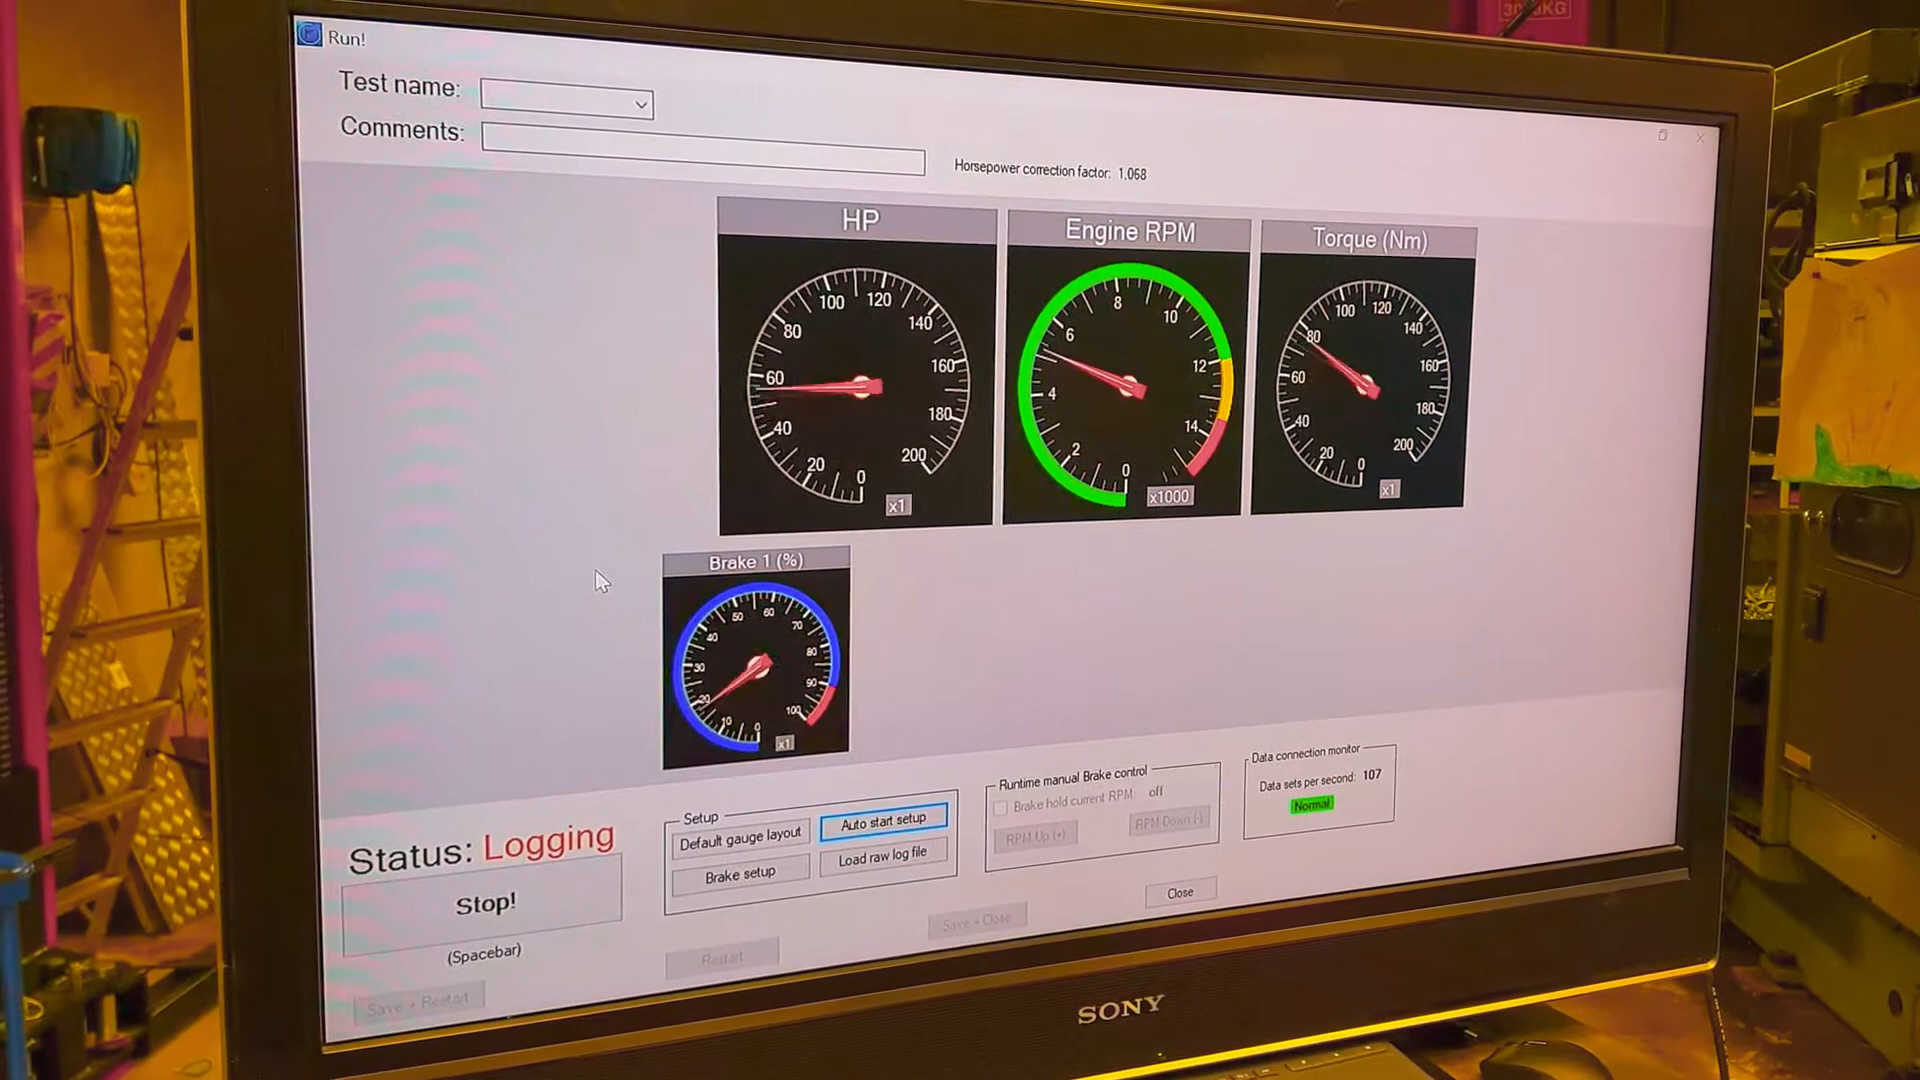 Run!
Test name:
Comments:
Horsepower correction factor: 1,068
HP
0 20 40 60 80 100 120 140 160 180 200
x1
Engine RPM
0 2 4 6 8 10 12 14
x1000
Torque (Nm)
0 20 40 60 80 100 120 140 160 180 200
x1
Brake 1 (%)
0 10 20 30 40 50 60 70 80 90 100
x1
Status: Logging
Stop!
(Spacebar)
Save + Restart
Setup
Default gauge layout
Auto start setup
Brake setup
Load raw log file
Restart
Save + Close
Close
Runtime manual Brake control
Brake hold current RPM: off
RPM Up (+)
RPM Down (-)
Data connection monitor
Data sets per second: 107
Normal
SONY